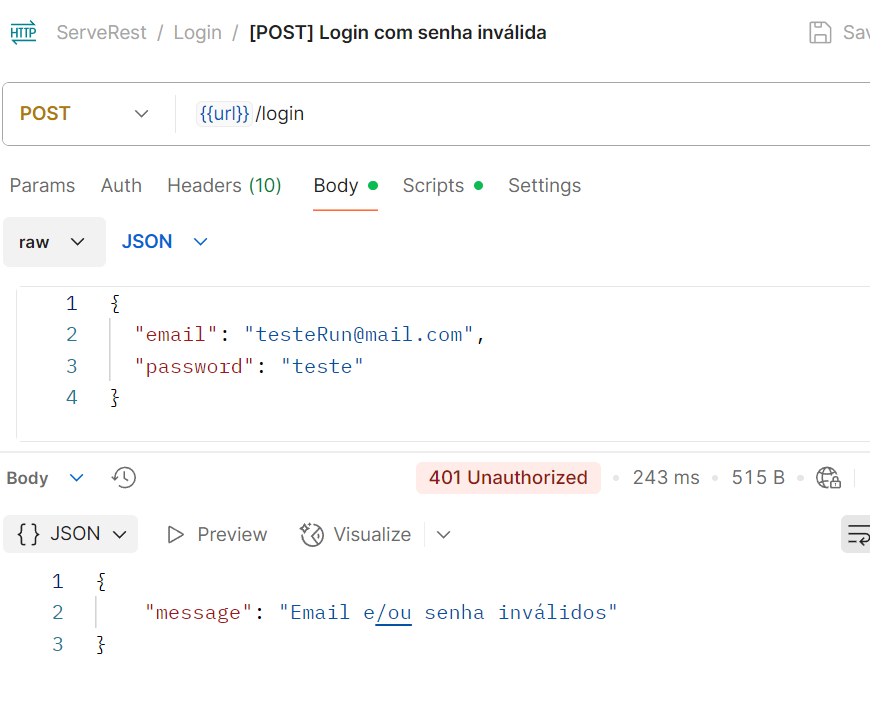 HTTP ServeRest / Login / [POST] Login com senha inválida Sav
POST {{url}} /login
Params Auth Headers (10) Body Scripts Settings
raw JSON
1 {
2 "email": "testeRun@mail.com",
3 "password": "teste"
4 }
Body 401 Unauthorized 243 ms 515 B
{} JSON Preview Visualize
1 {
2 "message": "Email e/ou senha inválidos"
3 }